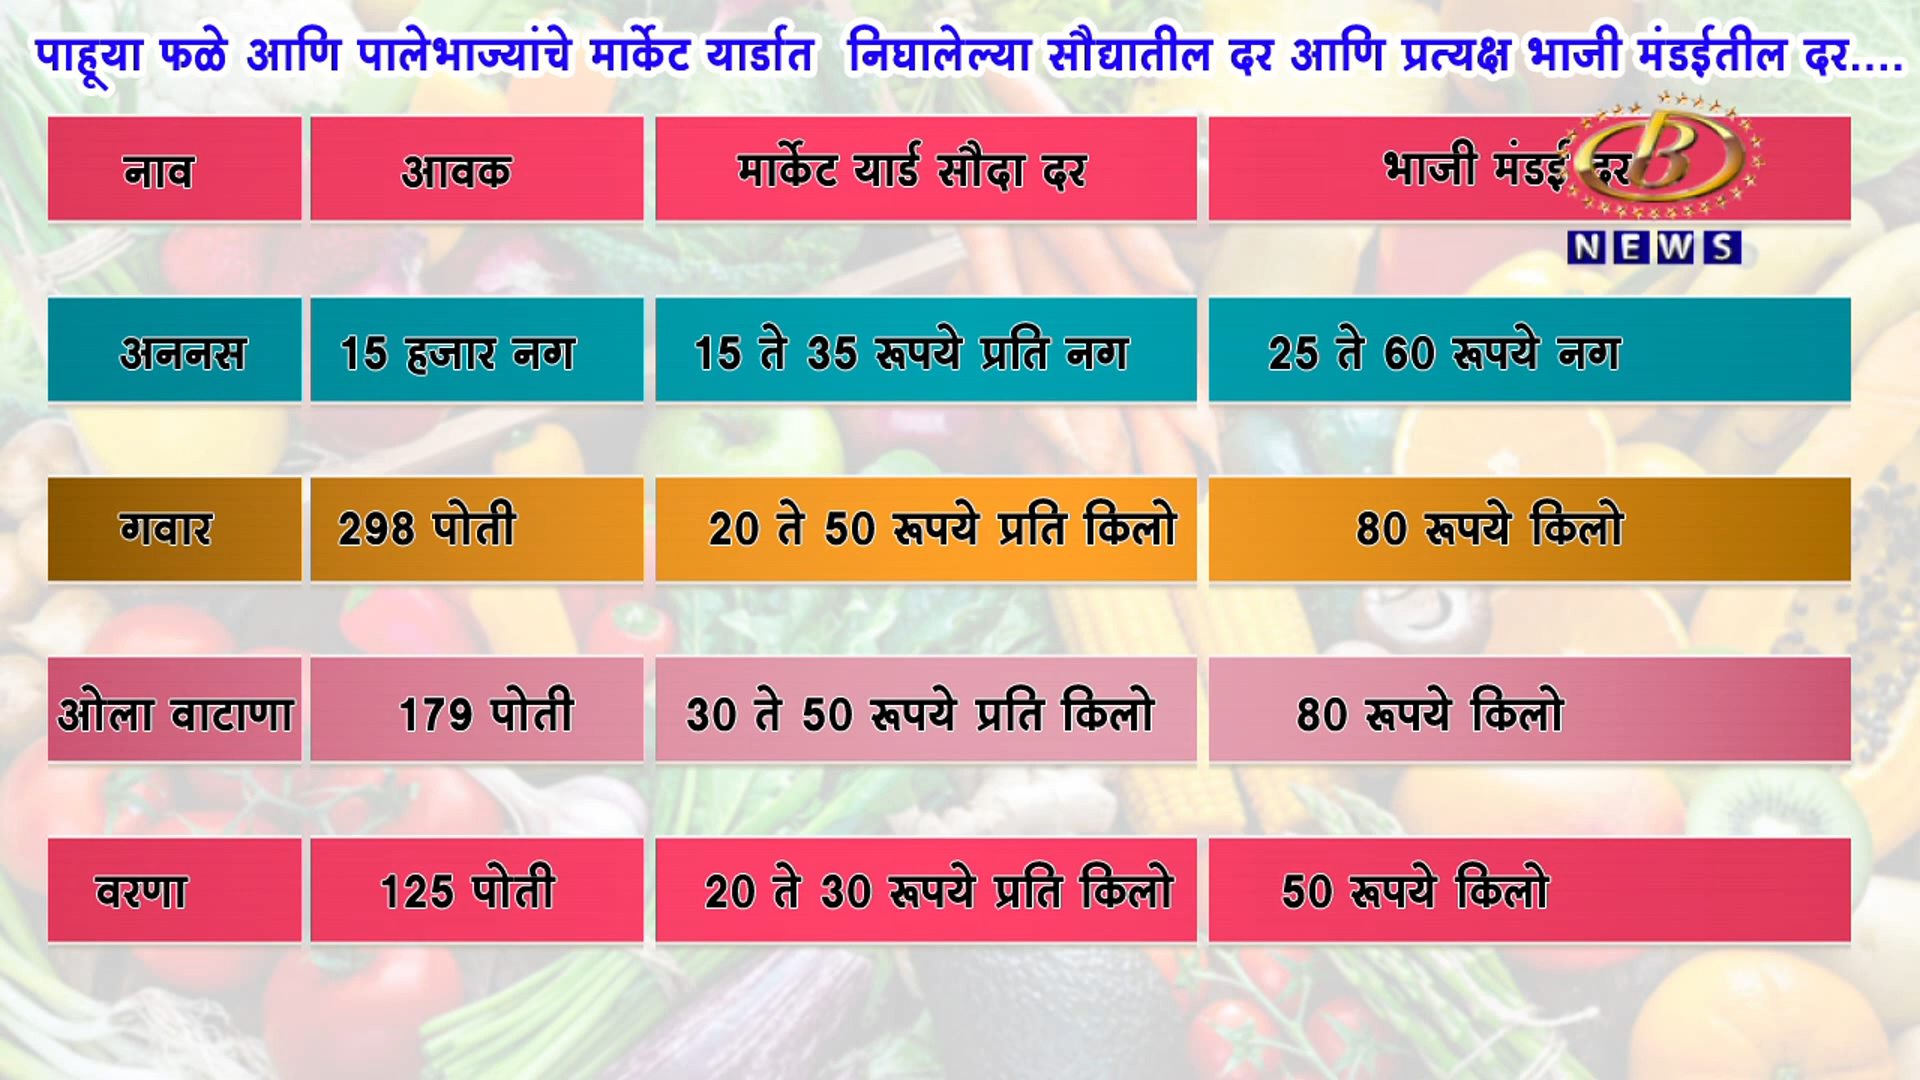 पाहूया फळे आणि पालेभाज्यांचे मार्केट यार्डात निघालेल्या सौद्यातील दर आणि प्रत्यक्ष भाजी मंडईतील दर....
नाव आवक मार्केट यार्ड सौदा दर भाजी मंडई दर
B
NEWS
अननस 15 हजार नग 15 ते 35 रूपये प्रति नग 25 ते 60 रूपये नग
गवार 298 पोती 20 ते 50 रूपये प्रति किलो 80 रूपये किलो
ओला वाटाणा 179 पोती 30 ते 50 रूपये प्रति किलो 80 रूपये किलो
वरणा 125 पोती 20 ते 30 रूपये प्रति किलो 50 रूपये किलो